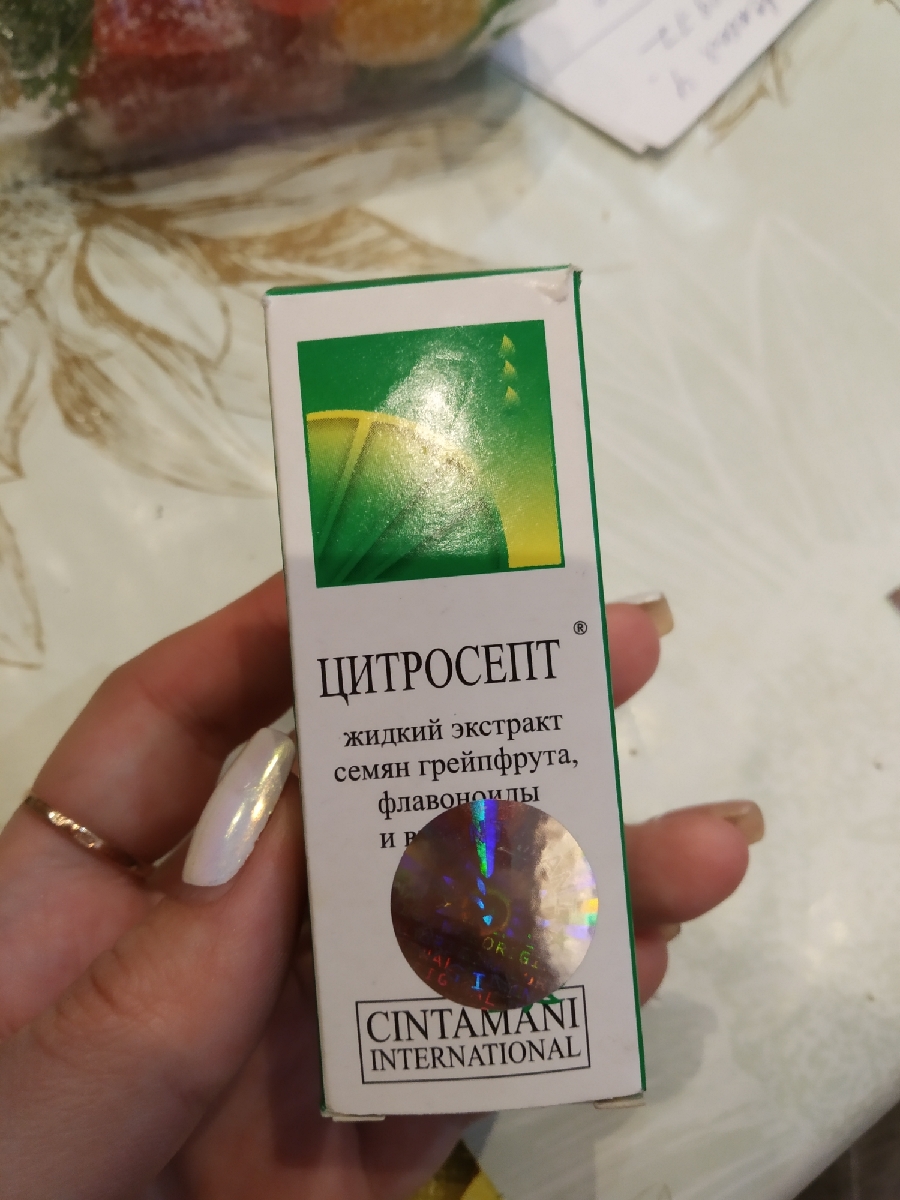 ЦИТРОСЕПТ ®
жидкий экстракт
семян грейпфрута,
флавоноиды
и
CINTAMANI
INTERNATIONAL